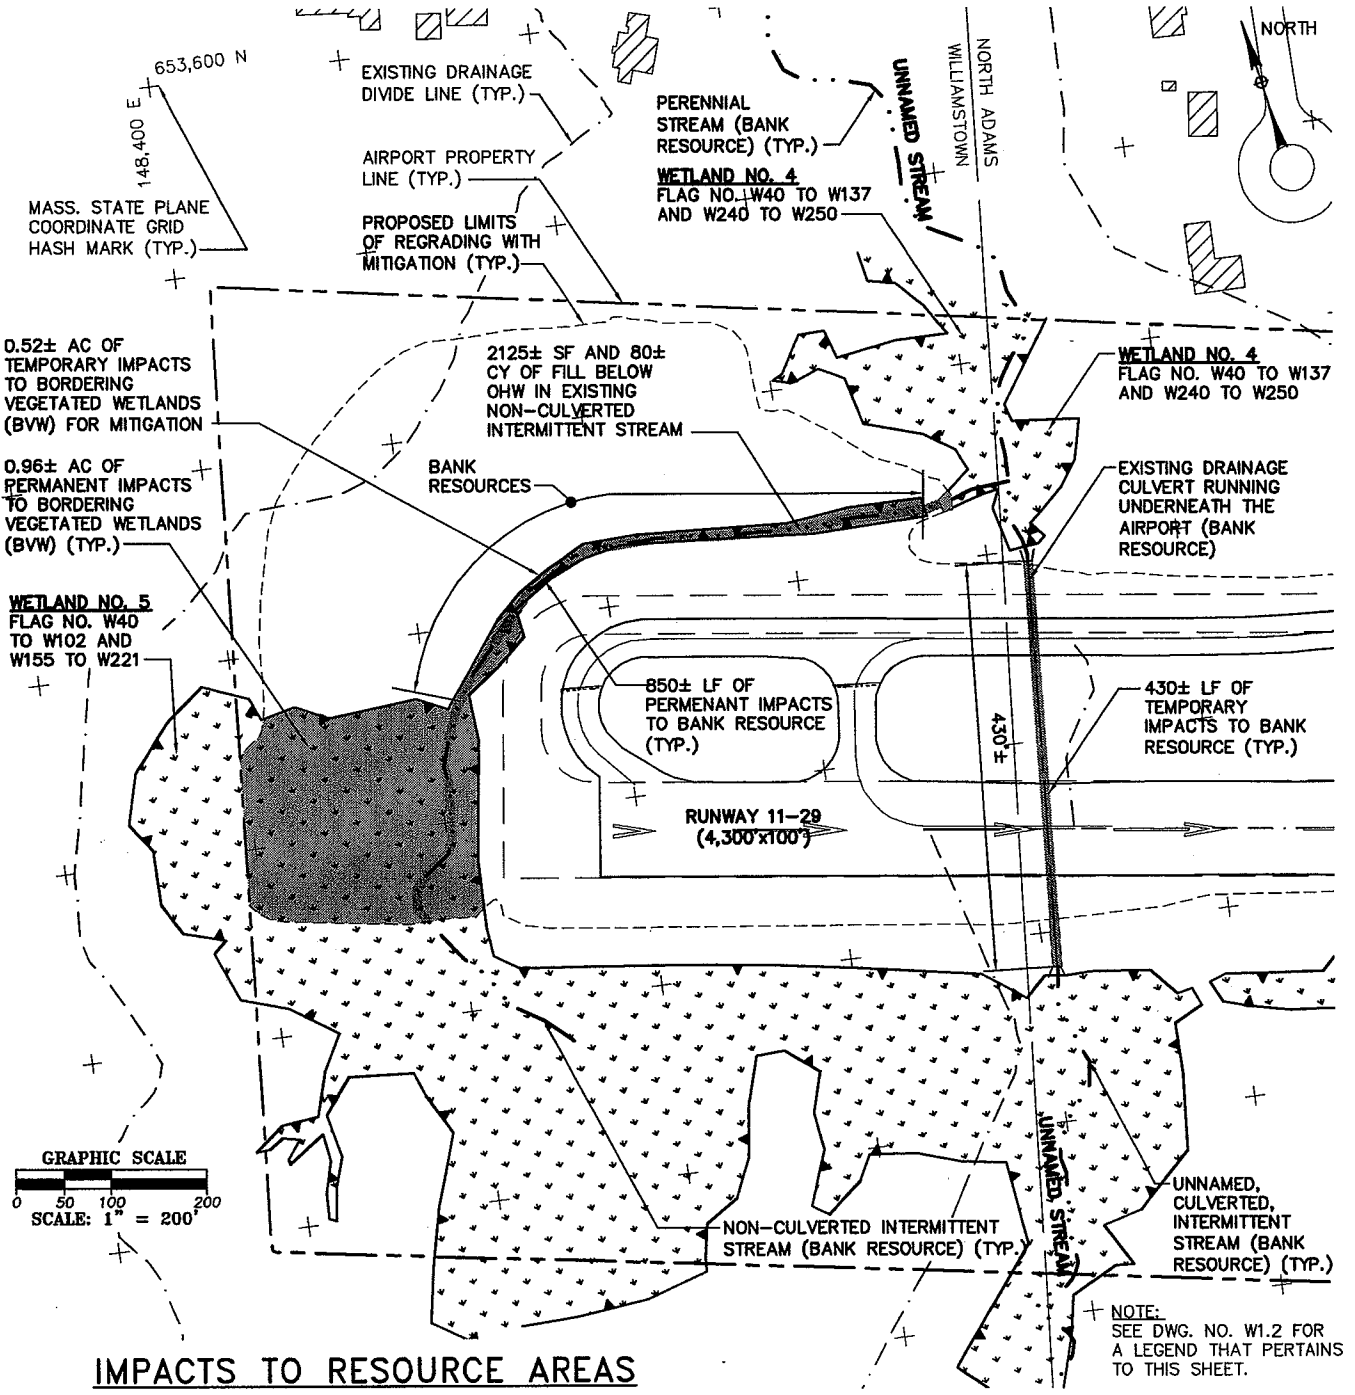 653,600 N
148,400 E
MASS. STATE PLANE
COORDINATE GRID
HASH MARK (TYP.)
EXISTING DRAINAGE
DIVIDE LINE (TYP.)
AIRPORT PROPERTY
LINE (TYP.)
PROPOSED LIMITS
OF REGRADING WITH
MITIGATION (TYP.)
PERENNIAL
STREAM (BANK
RESOURCE) (TYP.)
WETLAND NO. 4
FLAG NO. W40 TO W137
AND W240 TO W250
UNNAMED STREAM
NORTH ADAMS
WILLIAMSTOWN
NORTH
0.52± AC OF
TEMPORARY IMPACTS
TO BORDERING
VEGETATED WETLANDS
(BVW) FOR MITIGATION
0.96± AC OF
PERMANENT IMPACTS
TO BORDERING
VEGETATED WETLANDS
(BVW) (TYP.)
WETLAND NO. 5
FLAG NO. W40
TO W102 AND
W155 TO W221
2125± SF AND 80±
CY OF FILL BELOW
OHW IN EXISTING
NON-CULVERTED
INTERMITTENT STREAM
BANK
RESOURCES
WETLAND NO. 4
FLAG NO. W40 TO W137
AND W240 TO W250
EXISTING DRAINAGE
CULVERT RUNNING
UNDERNEATH THE
AIRPORT (BANK
RESOURCE)
850± LF OF
PERMENANT IMPACTS
TO BANK RESOURCE
(TYP.)
430'±
430± LF OF
TEMPORARY
IMPACTS TO BANK
RESOURCE (TYP.)
RUNWAY 11-29
(4,300'x100')
GRAPHIC SCALE
0 50 100 200
SCALE: 1" = 200'
NON-CULVERTED INTERMITTENT
STREAM (BANK RESOURCE) (TYP.)
UNNAMED STREAM
UNNAMED,
CULVERTED,
INTERMITTENT
STREAM (BANK
RESOURCE) (TYP.)
NOTE:
SEE DWG. NO. W1.2 FOR
A LEGEND THAT PERTAINS
TO THIS SHEET.
IMPACTS TO RESOURCE AREAS